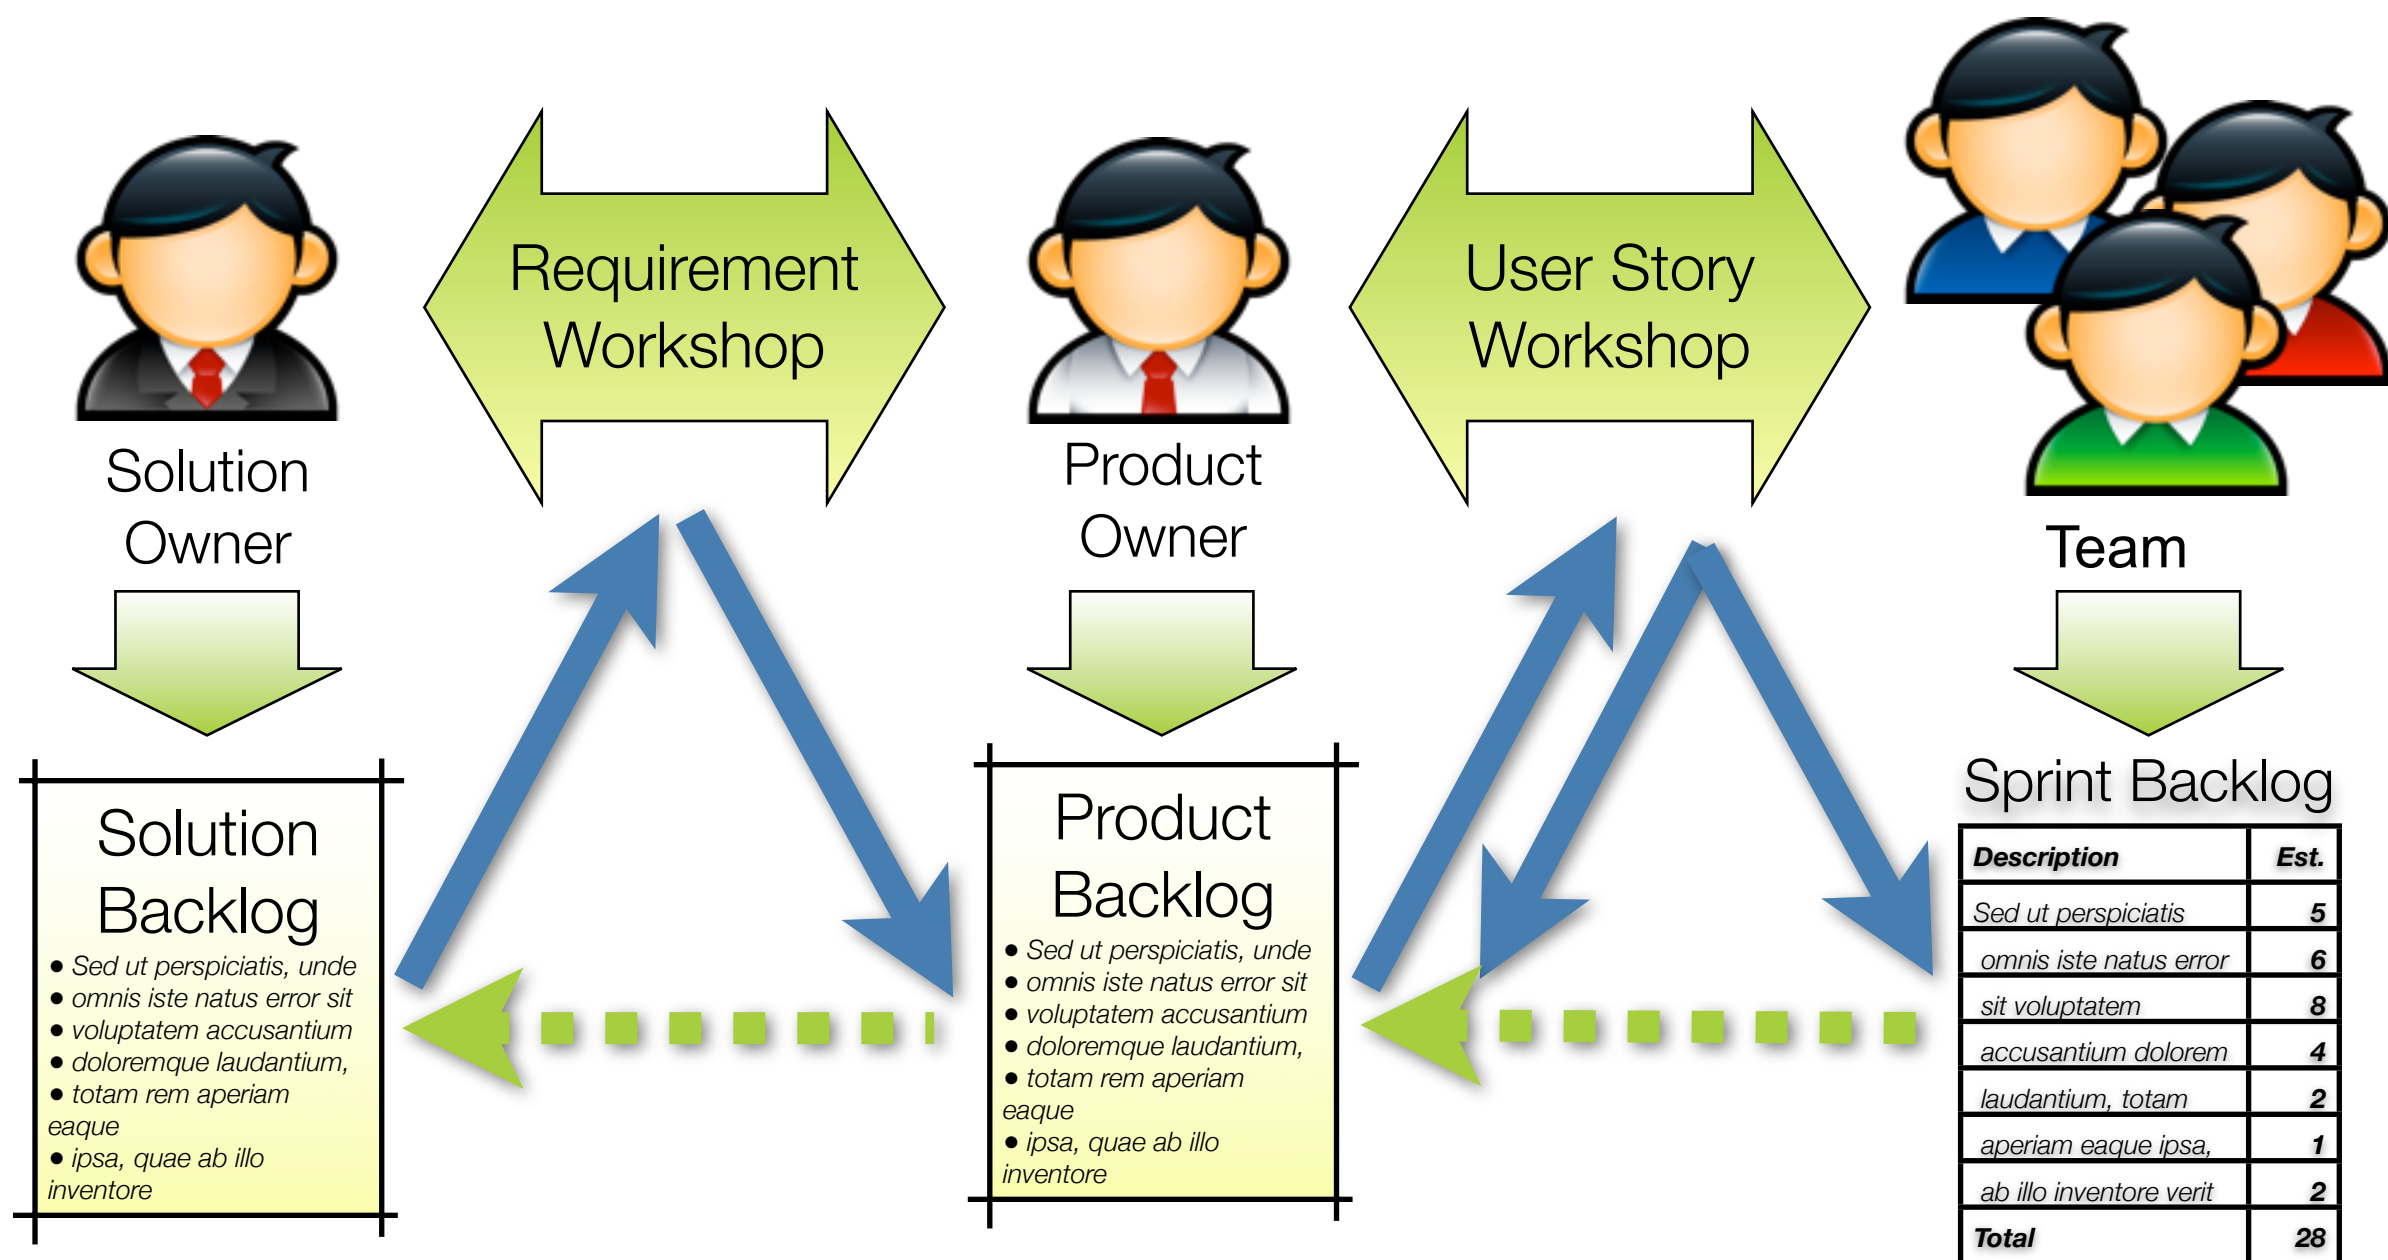 Requirement
Workshop
User Story
Workshop
Solution
Owner
Product
Owner
Team
Solution
Backlog
• Sed ut perspiciatis, unde
• omnis iste natus error sit
• voluptatem accusantium
• doloremque laudantium,
• totam rem aperiam
eaque
• ipsa, quae ab illo
inventore
Product
Backlog
• Sed ut perspiciatis, unde
• omnis iste natus error sit
• voluptatem accusantium
• doloremque laudantium,
• totam rem aperiam
eaque
• ipsa, quae ab illo
inventore
Sprint Backlog
Description Est.
Sed ut perspiciatis 5
omnis iste natus error 6
sit voluptatem 8
accusantium dolorem 4
laudantium, totam 2
aperiam eaque ipsa, 1
ab illo inventore verit 2
Total 28